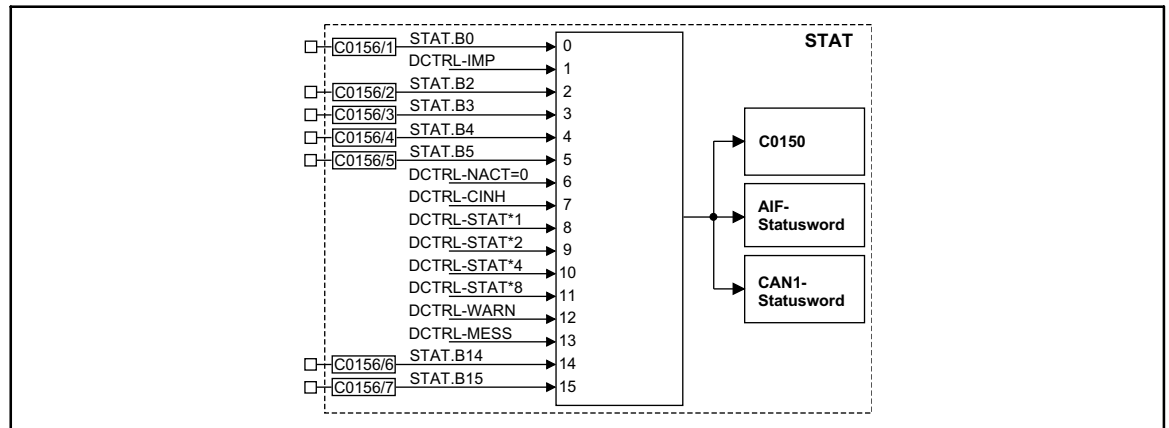 STAT
C0156/1 STAT.B0 0
DCTRL-IMP 1
C0156/2 STAT.B2 2
C0156/3 STAT.B3 3
C0156/4 STAT.B4 4
C0156/5 STAT.B5 5
DCTRL-NACT=0 6
DCTRL-CINH 7
DCTRL-STAT*1 8
DCTRL-STAT*2 9
DCTRL-STAT*4 10
DCTRL-STAT*8 11
DCTRL-WARN 12
DCTRL-MESS 13
C0156/6 STAT.B14 14
C0156/7 STAT.B15 15
C0150
AIF-
Statusword
CAN1-
Statusword